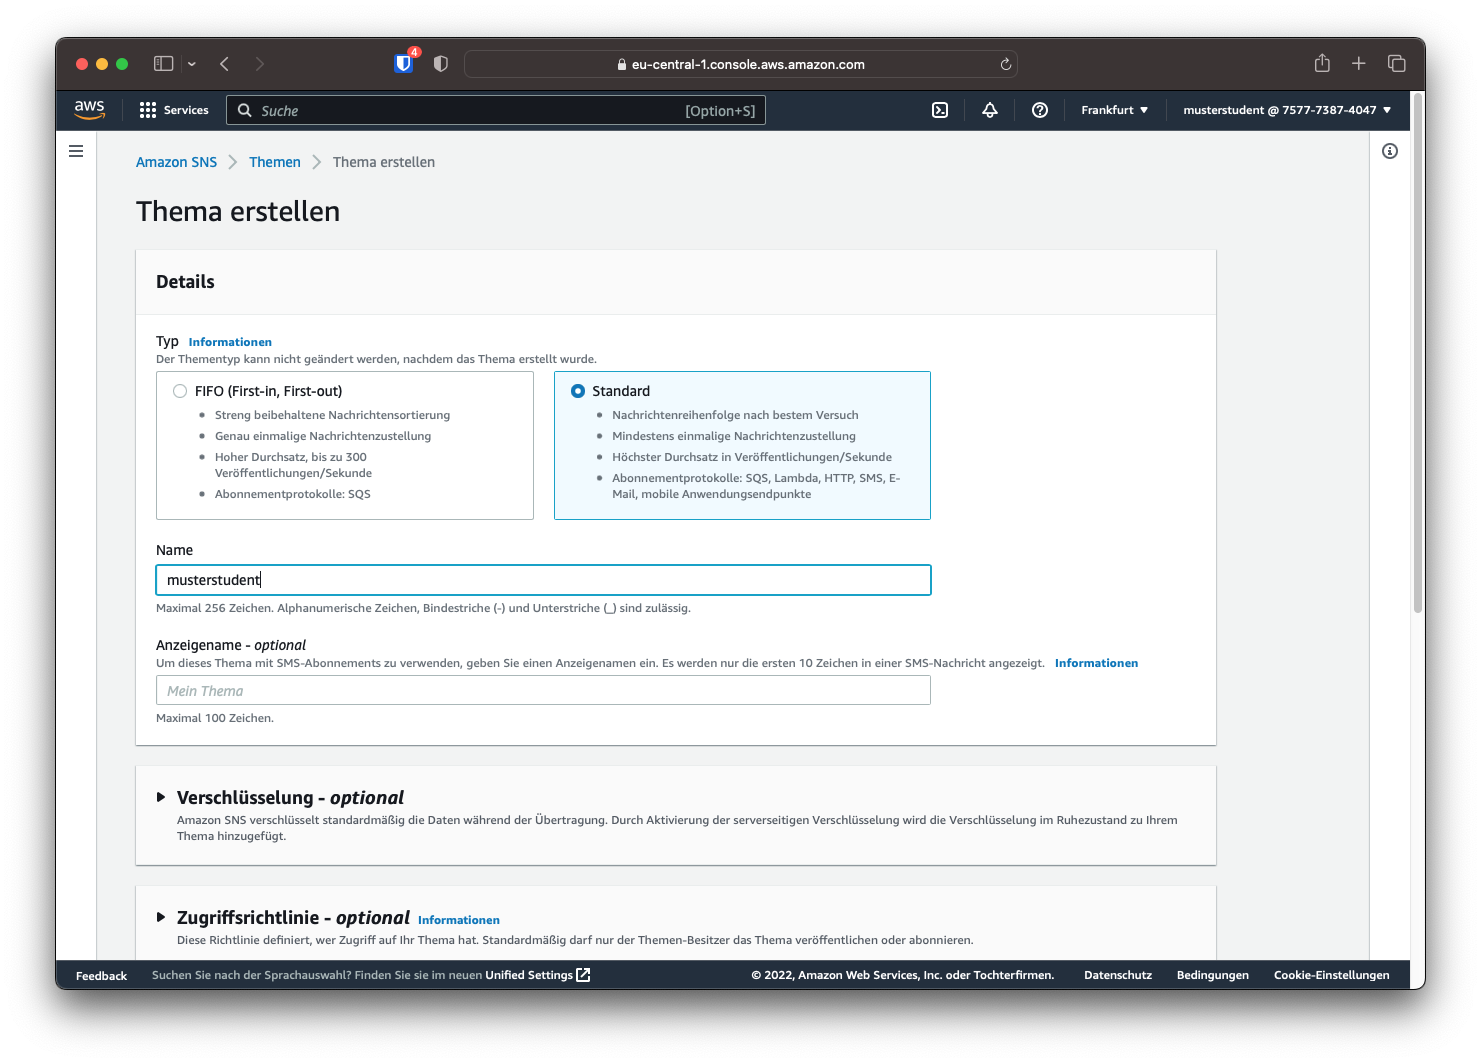 4
eu-central-1.console.aws.amazon.com
aws
Services
Suche
[Option+S]
Frankfurt
musterstudent @ 7577-7387-4047
Amazon SNS
Themen
Thema erstellen
Thema erstellen
Details
Typ Informationen
Der Thementyp kann nicht geändert werden, nachdem das Thema erstellt wurde.
FIFO (First-in, First-out)
Streng beibehaltene Nachrichtensortierung
Genau einmalige Nachrichtenzustellung
Hoher Durchsatz, bis zu 300
Veröffentlichungen/Sekunde
Abonnementprotokolle: SQS
Standard
Nachrichtenreihenfolge nach bestem Versuch
Mindestens einmalige Nachrichtenzustellung
Höchster Durchsatz in Veröffentlichungen/Sekunde
Abonnementprotokolle: SQS, Lambda, HTTP, SMS, E-
Mail, mobile Anwendungsendpunkte
Name
musterstudent
Maximal 256 Zeichen. Alphanumerische Zeichen, Bindestriche (-) und Unterstriche (_) sind zulässig.
Anzeigename - optional
Um dieses Thema mit SMS-Abonnements zu verwenden, geben Sie einen Anzeigenamen ein. Es werden nur die ersten 10 Zeichen in einer SMS-Nachricht angezeigt. Informationen
Mein Thema
Maximal 100 Zeichen.
Verschlüsselung - optional
Amazon SNS verschlüsselt standardmäßig die Daten während der Übertragung. Durch Aktivierung der serverseitigen Verschlüsselung wird die Verschlüsselung im Ruhezustand zu Ihrem
Thema hinzugefügt.
Zugriffsrichtlinie - optional Informationen
Diese Richtlinie definiert, wer Zugriff auf Ihr Thema hat. Standardmäßig darf nur der Themen-Besitzer das Thema veröffentlichen oder abonnieren.
Feedback
Suchen Sie nach der Sprachauswahl? Finden Sie sie im neuen Unified Settings
© 2022, Amazon Web Services, Inc. oder Tochterfirmen.
Datenschutz
Bedingungen
Cookie-Einstellungen